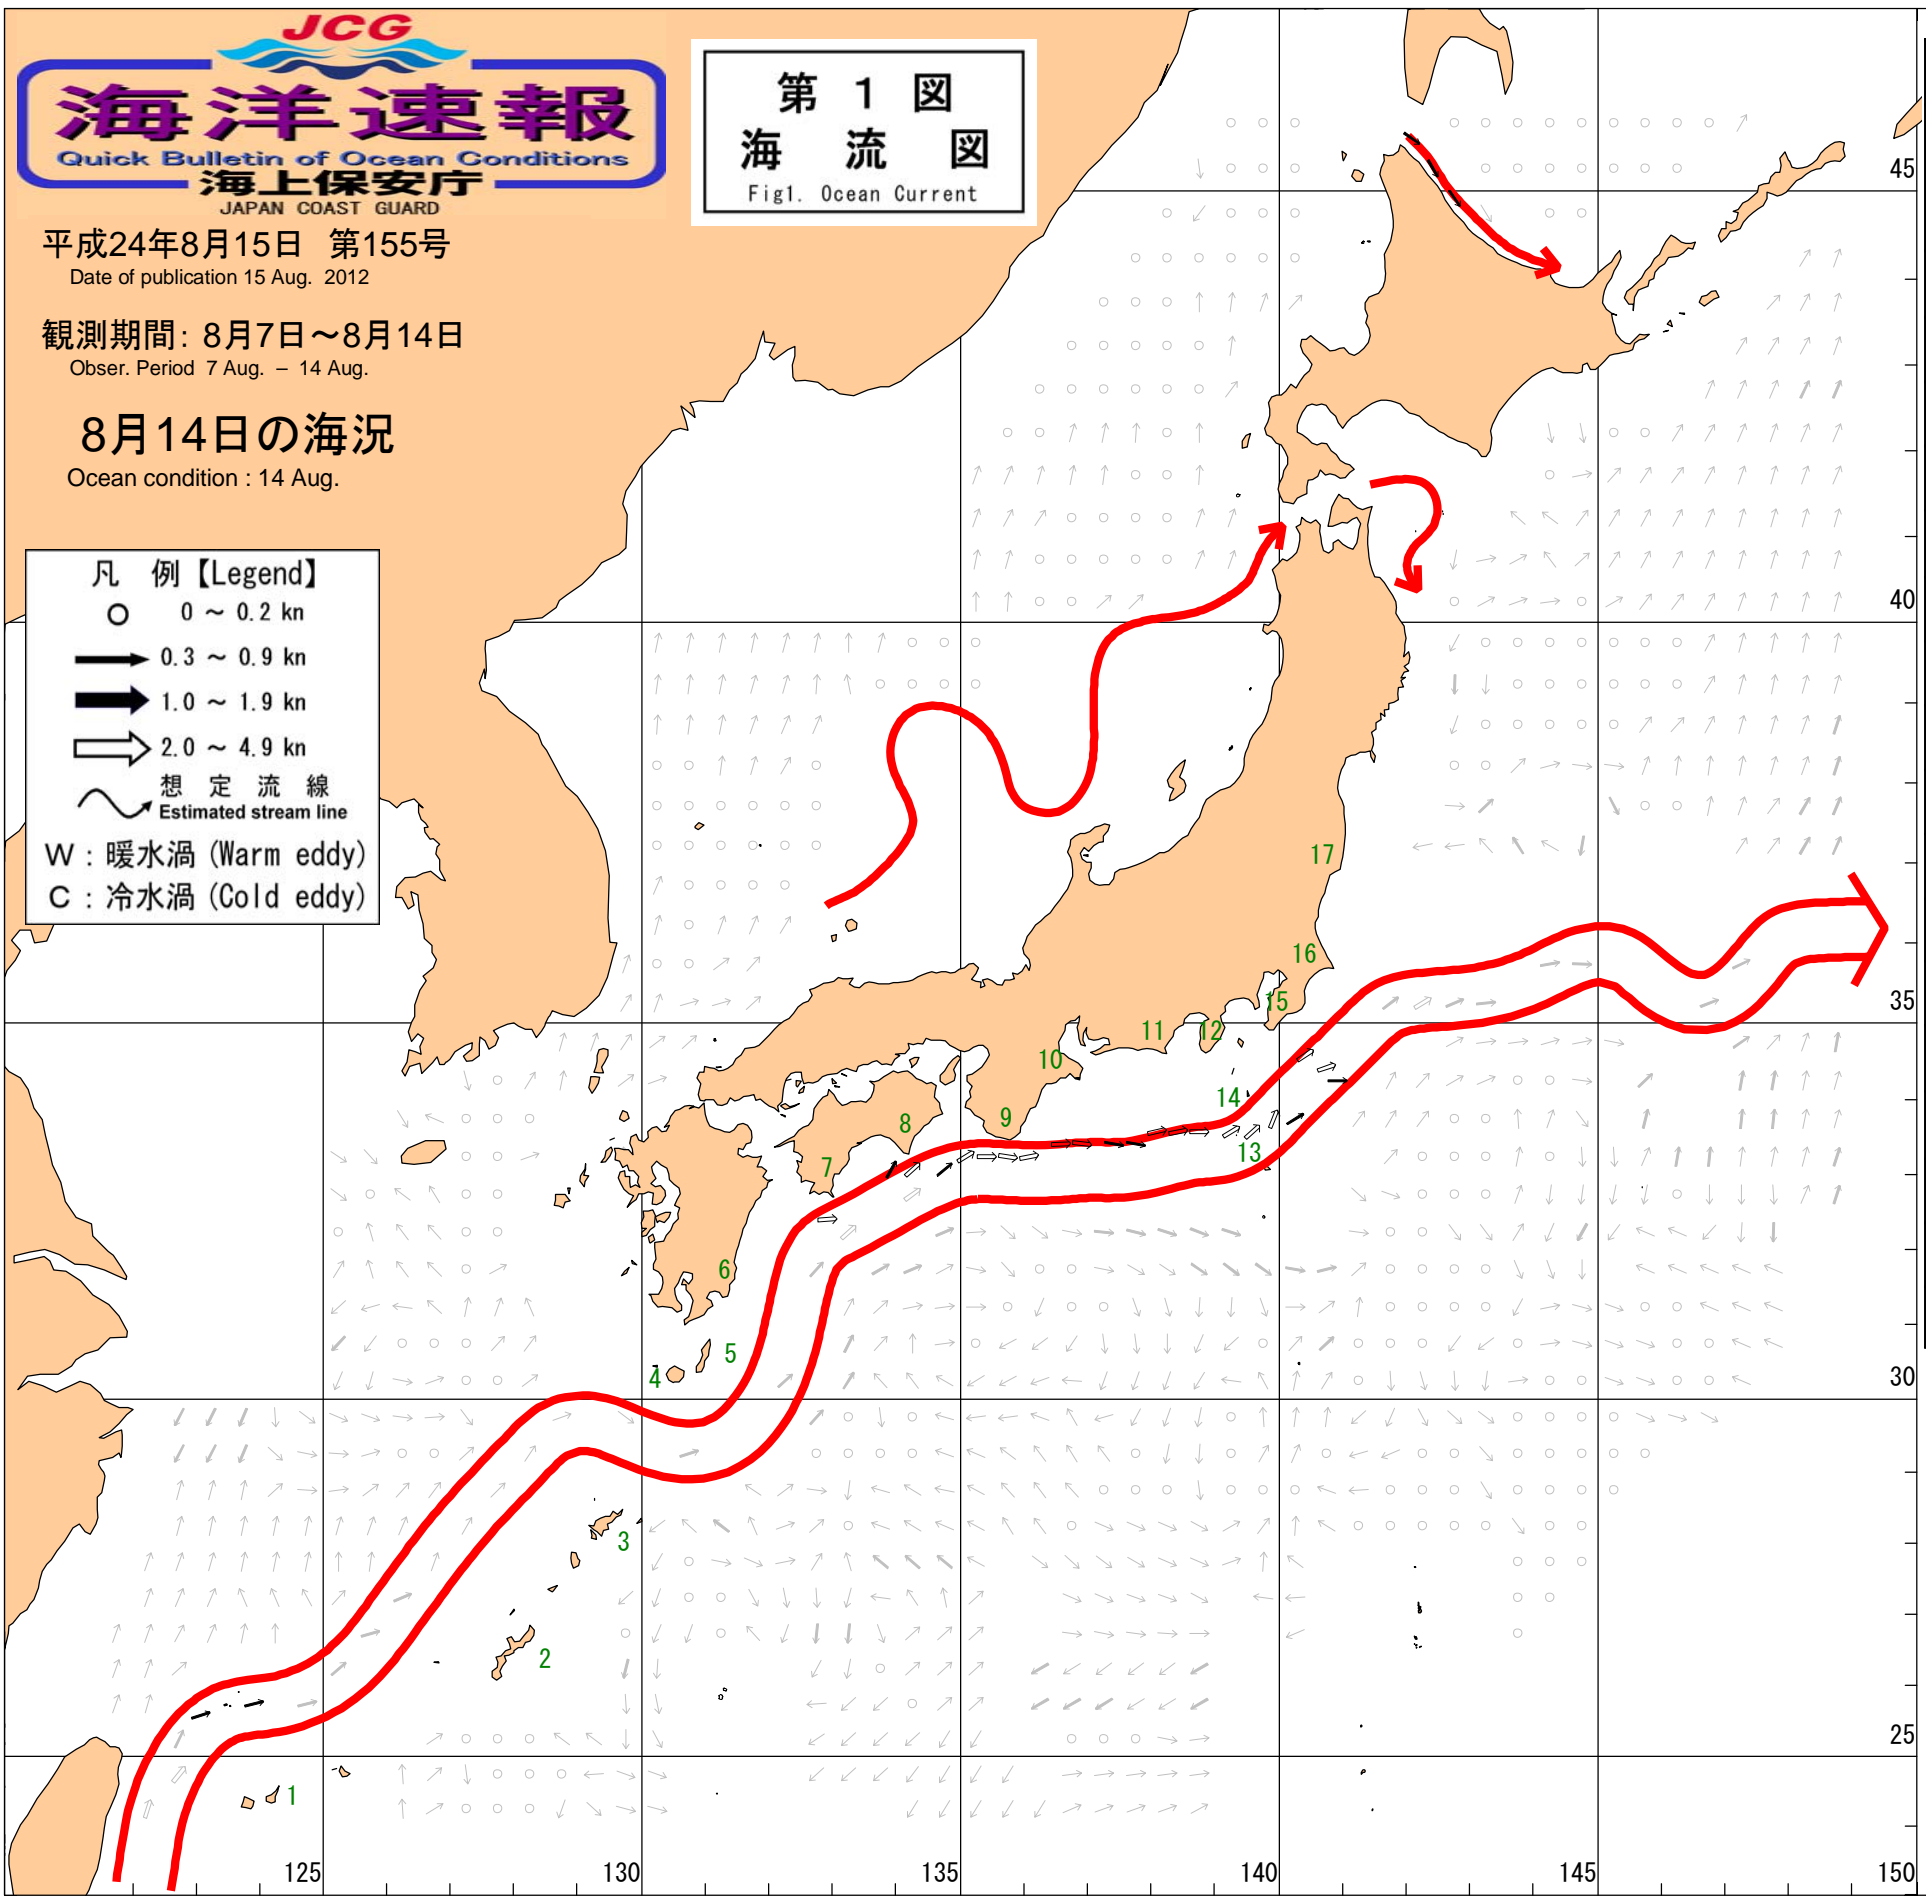 JCG
海洋速報
Quick Bulletin of Ocean Conditions
海上保安庁
JAPAN COAST GUARD
第 1 図
海 流 図
Fig1. Ocean Current
平成24年8月15日 第155号
Date of publication 15 Aug. 2012
観測期間: 8月7日～8月14日
Obser. Period 7 Aug. – 14 Aug.
8月14日の海況
Ocean condition : 14 Aug.
凡 例【Legend】
0 ～ 0.2 kn
0.3 ～ 0.9 kn
1.0 ～ 1.9 kn
2.0 ～ 4.9 kn
想 定 流 線
Estimated stream line
W : 暖水渦 (Warm eddy)
C : 冷水渦 (Cold eddy)
45
40
17
16
35
15
12
11
10
14
9
8
13
7
6
5
4
30
3
2
25
1
125
130
135
140
145
150